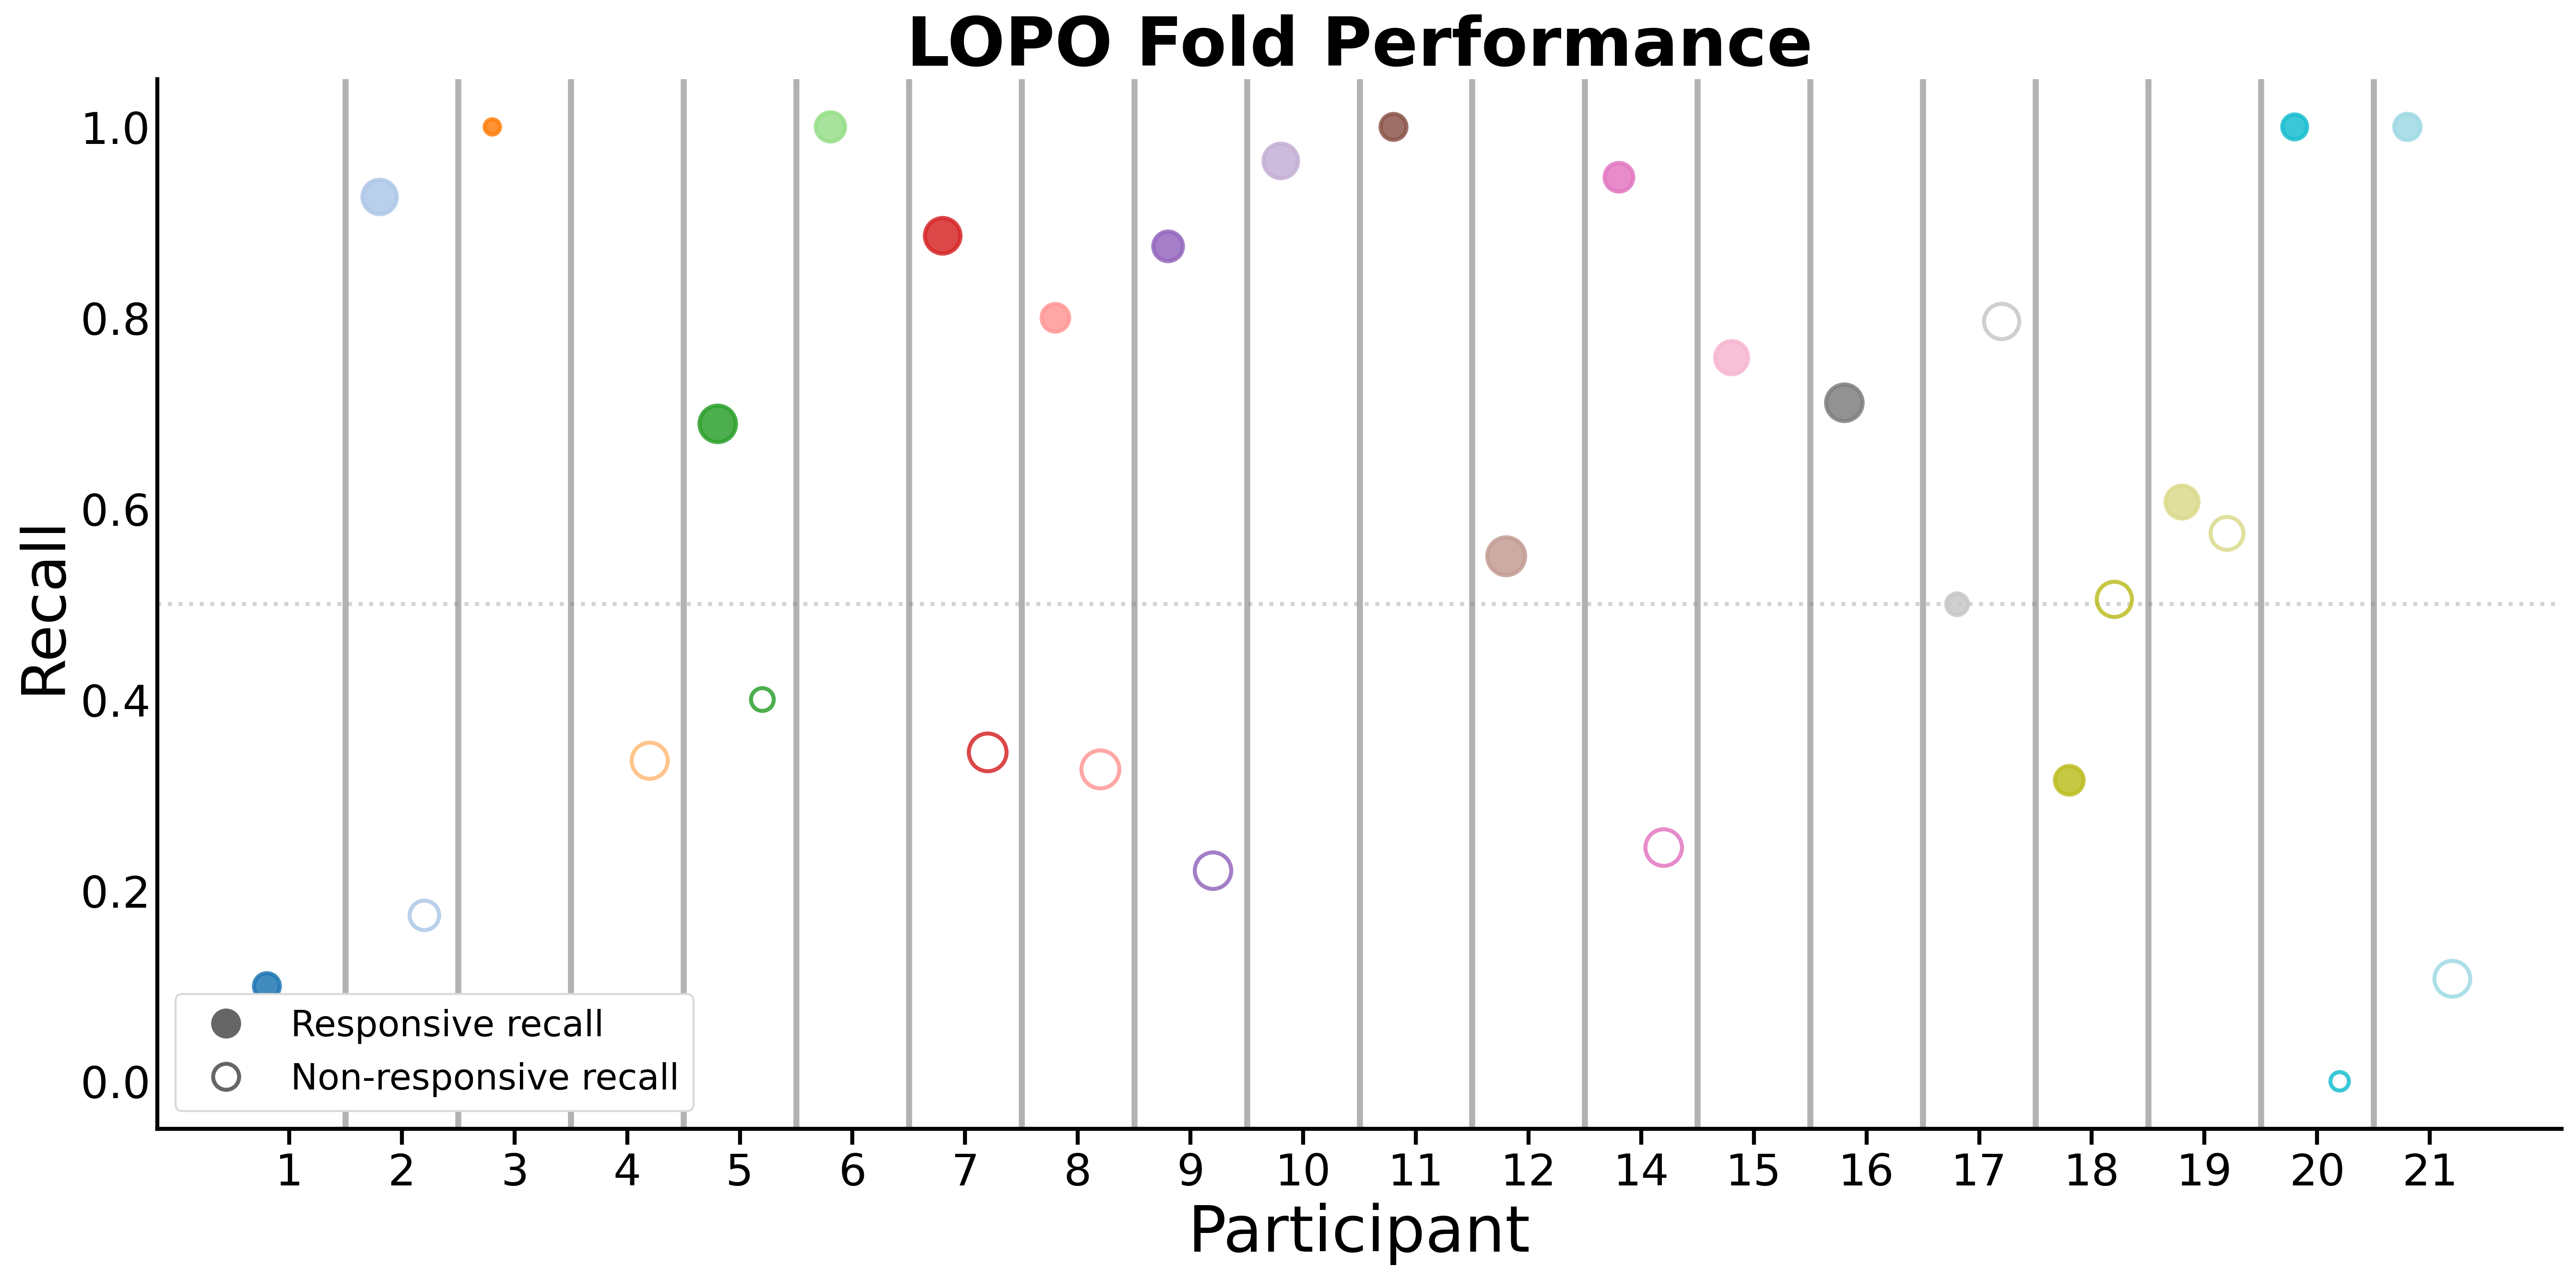 LOPO Fold Performance
Recall
1.0
0.8
0.6
0.4
0.2
0.0
Responsive recall
Non-responsive recall
1 2 3 4 5 6 7 8 9 10 11 12 14 15 16 17 18 19 20 21
Participant